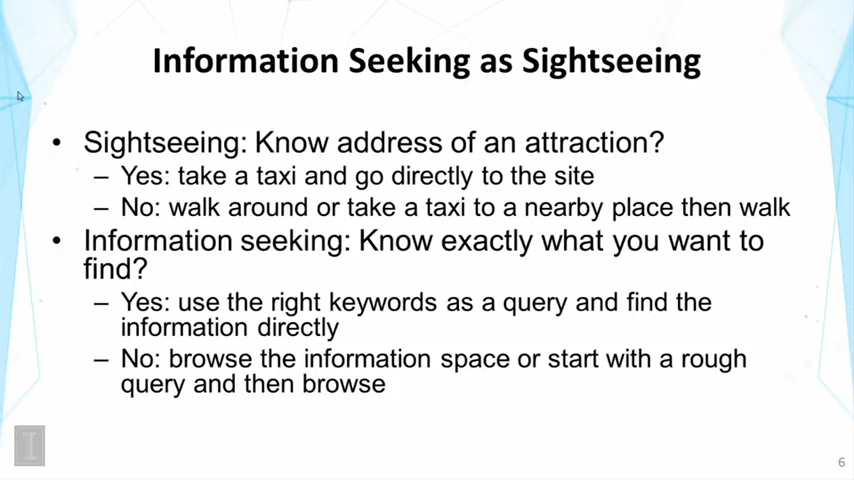 Information Seeking as Sightseeing
• Sightseeing: Know address of an attraction?
– Yes: take a taxi and go directly to the site
– No: walk around or take a taxi to a nearby place then walk
• Information seeking: Know exactly what you want to
find?
– Yes: use the right keywords as a query and find the
information directly
– No: browse the information space or start with a rough
query and then browse
I
6